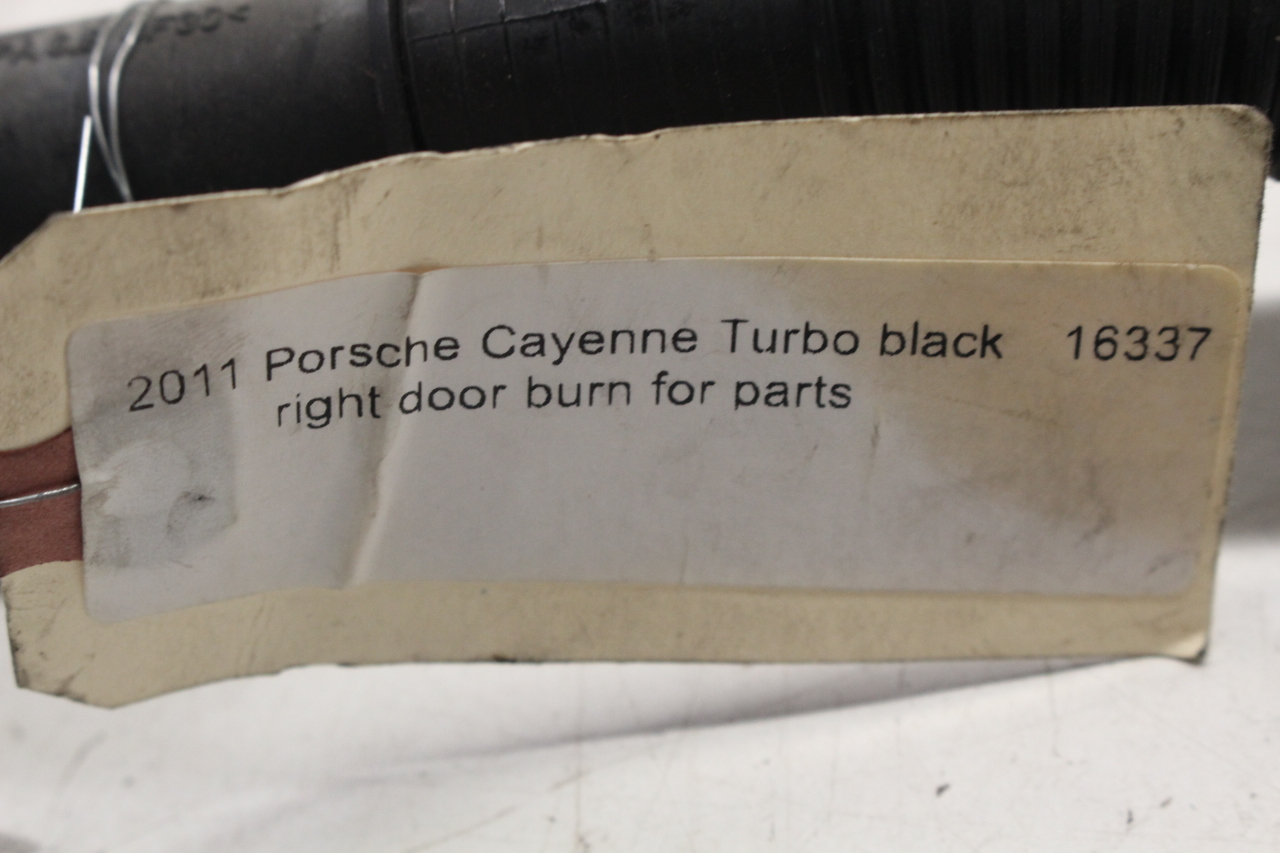 2011 Porsche Cayenne Turbo black 16337
right door burn for parts